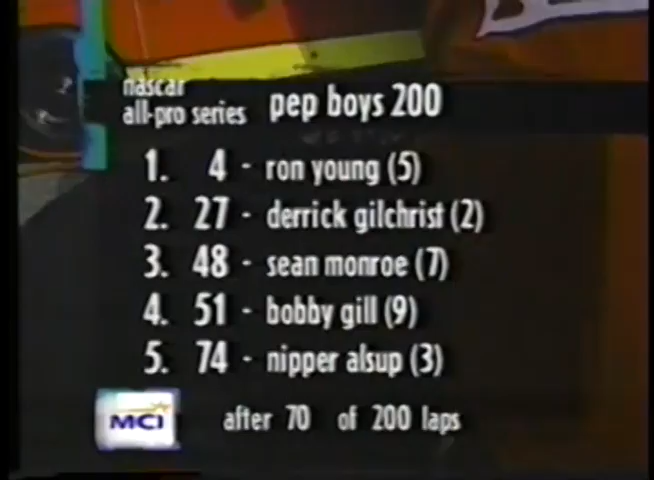 nascar
all-pro series
pep boys 200
1. 4 - ron young (5)
2. 27 - derrick gilchrist (2)
3. 48 - sean monroe (7)
4. 51 - bobby gill (9)
5. 74 - nipper alsup (3)
MCI
after 70 of 200 laps